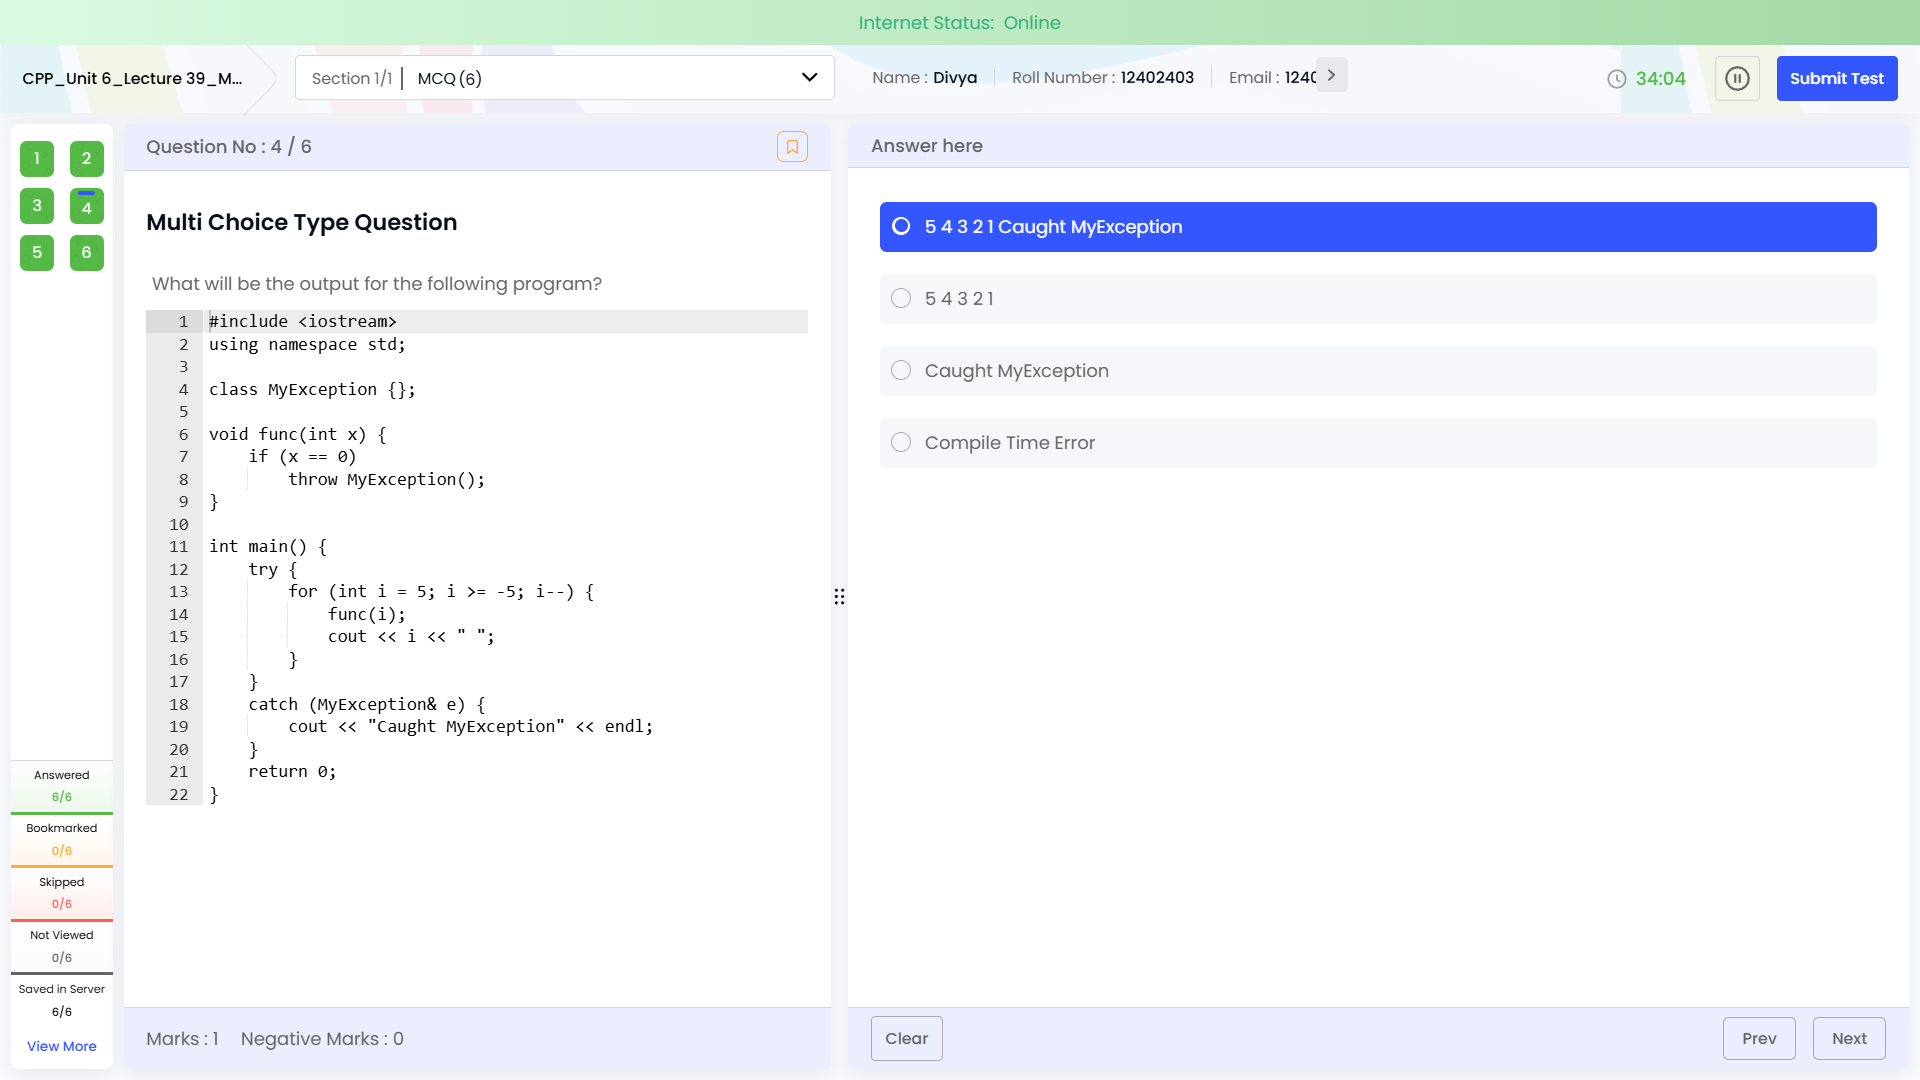 Internet Status: Online
CPP_Unit 6_Lecture 39_M...
Section 1/1 | MCQ (6)
Name : Divya
Roll Number : 12402403
Email : 1240
34:04
Submit Test
1 2
3 4
5 6
Question No : 4 / 6
Multi Choice Type Question
What will be the output for the following program?
1 #include <iostream>
2 using namespace std;
3
4 class MyException {};
5
6 void func(int x) {
7     if (x == 0)
8         throw MyException();
9 }
10
11 int main() {
12     try {
13         for (int i = 5; i >= -5; i--) {
14             func(i);
15             cout << i << " ";
16         }
17     }
18     catch (MyException& e) {
19         cout << "Caught MyException" << endl;
20     }
21     return 0;
22 }
Answer here
5 4 3 2 1 Caught MyException
5 4 3 2 1
Caught MyException
Compile Time Error
Answered
6/6
Bookmarked
0/6
Skipped
0/6
Not Viewed
0/6
Saved in Server
6/6
View More
Marks : 1
Negative Marks : 0
Clear
Prev
Next